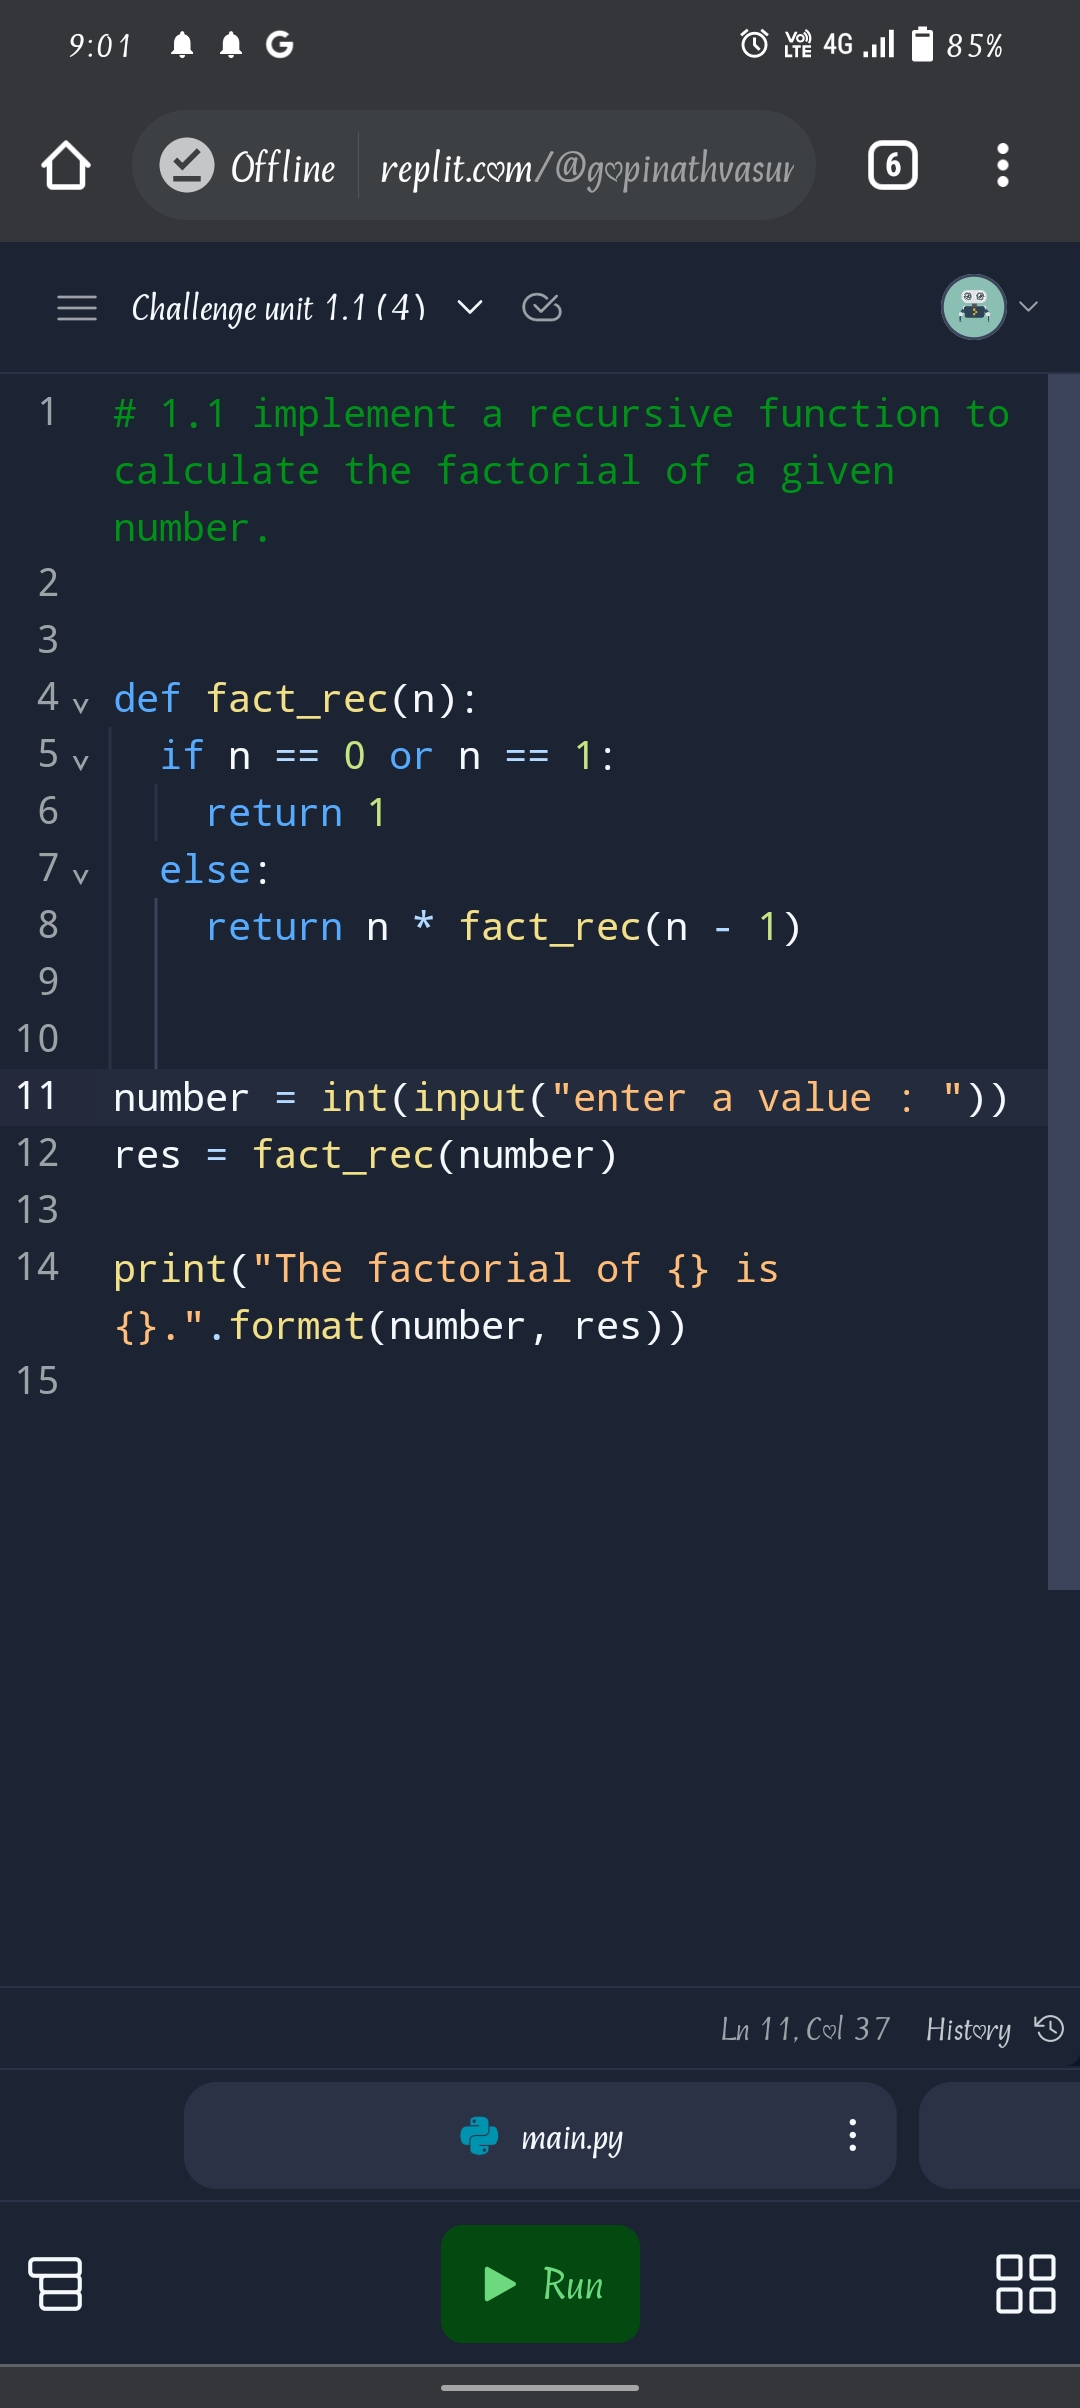 9:01 4G 85%
Offline replit.com/@gopinathvasur 6
Challenge unit 1.1 (4)
1 # 1.1 implement a recursive function to
calculate the factorial of a given
number.
2
3
4 def fact_rec(n):
5 if n == 0 or n == 1:
6 return 1
7 else:
8 return n * fact_rec(n - 1)
9
10
11 number = int(input("enter a value : "))
12 res = fact_rec(number)
13
14 print("The factorial of {} is
{}.".format(number, res))
15
Ln 11, Col 37 History
main.py
Run